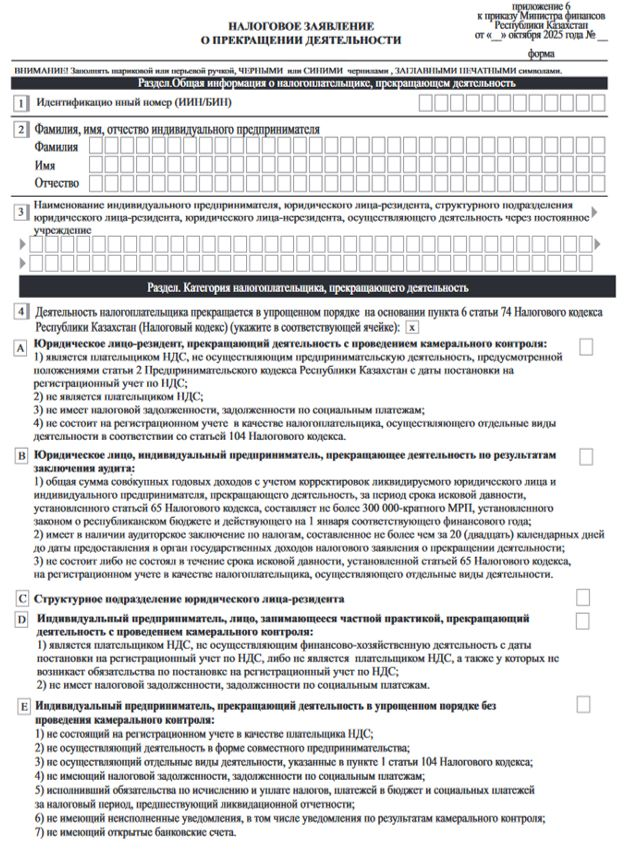 приложение 6
к приказу Министра финансов
Республики Казахстан
от «__» октября 2025 года № __
форма
НАЛОГОВОЕ ЗАЯВЛЕНИЕ
О ПРЕКРАЩЕНИИ ДЕЯТЕЛЬНОСТИ
ВНИМАНИЕ! Заполнять шариковой или перьевой ручкой, ЧЕРНЫМИ или СИНИМИ чернилами , ЗАГЛАВНЫМИ ПЕЧАТНЫМИ символами.
Раздел.Общая информация о налогоплательщике, прекращающем деятельность
1 Идентификацио нный номер (ИИН/БИН)
2 Фамилия, имя, отчество индивидуального предпринимателя
Фамилия
Имя
Отчество
3 Наименование индивидуального предпринимателя, юридического лица-резидента, структурного подразделения
юридического лица-резидента, юридического лица-нерезидента, осуществляющего деятельность через постоянное
учреждение
Раздел. Категория налогоплательщика, прекращающего деятельность
4 Деятельность налогоплательщика прекращается в упрощенном порядке на основании пункта 6 статьи 74 Налогового кодекса
Республики Казахстан (Налоговый кодекс) (укажите в соответствующей ячейке): x
A Юридическое лицо-резидент, прекращающий деятельность с проведением камерального контроля:
1) является плательщиком НДС, не осуществляющим предпринимательскую деятельность, предусмотренной
положениями статьи 2 Предпринимательского кодекса Республики Казахстан с даты постановки на
регистрационный учет по НДС;
2) не является плательщиком НДС;
3) не имеет налоговой задолженности, задолженности по социальным платежам;
4) не состоит на регистрационном учете в качестве налогоплательщика, осуществляющего отдельные виды
деятельности в соответствии со статьей 104 Налогового кодекса.
B Юридическое лицо, индивидуальный предприниматель, прекращающее деятельность по результатам
заключения аудита:
1) общая сумма совокупных годовых доходов с учетом корректировок ликвидируемого юридического лица и
индивидуального предпринимателя, прекращающего деятельность, за период срока исковой давности,
установленного статьей 65 Налогового кодекса, составляет не более 300 000-кратного МРП, установленного
законом о республиканском бюджете и действующего на 1 января соответствующего финансового года;
2) имеет в наличии аудиторское заключение по налогам, составленное не более чем за 20 (двадцать) календарных дней
до даты предоставления в орган государственных доходов налогового заявления о прекращении деятельности;
3) не состоит либо не состоял в течение срока исковой давности, установленной статьей 65 Налогового кодекса,
на регистрационном учете в качестве налогоплательщика, осуществляющего отдельные виды деятельности.
C Структурное подразделение юридического лица-резидента
D Индивидуальный предприниматель, лицо, занимающееся частной практикой, прекращающий
деятельность с проведением камерального контроля:
1) является плательщиком НДС, не осуществляющим финансово-хозяйственную деятельность с даты
постановки на регистрационный учет по НДС, либо не является плательщиком НДС, а также у которых не
возникает обязательства по постановке на регистрационный учет по НДС;
2) не имеет налоговой задолженности, задолженности по социальным платежам.
E Индивидуальный предприниматель, прекращающий деятельность в упрощенном порядке без
проведения камерального контроля:
1) не состоящий на регистрационном учете в качестве плательщика НДС;
2) не осуществляющий деятельность в форме совместного предпринимательства;
3) не осуществляющий отдельные виды деятельности, указанные в пункте 1 статьи 104 Налогового кодекса;
4) не имеющий налоговой задолженности, задолженности по социальным платежам;
5) исполнивший обязательства по исчислению и уплате налогов, платежей в бюджет и социальных платежей
за налоговый период, предшествующий ликвидационной отчетности;
6) не имеющий неисполненные уведомления, в том числе уведомления по результатам камерального контроля;
7) не имеющий открытые банковские счета.